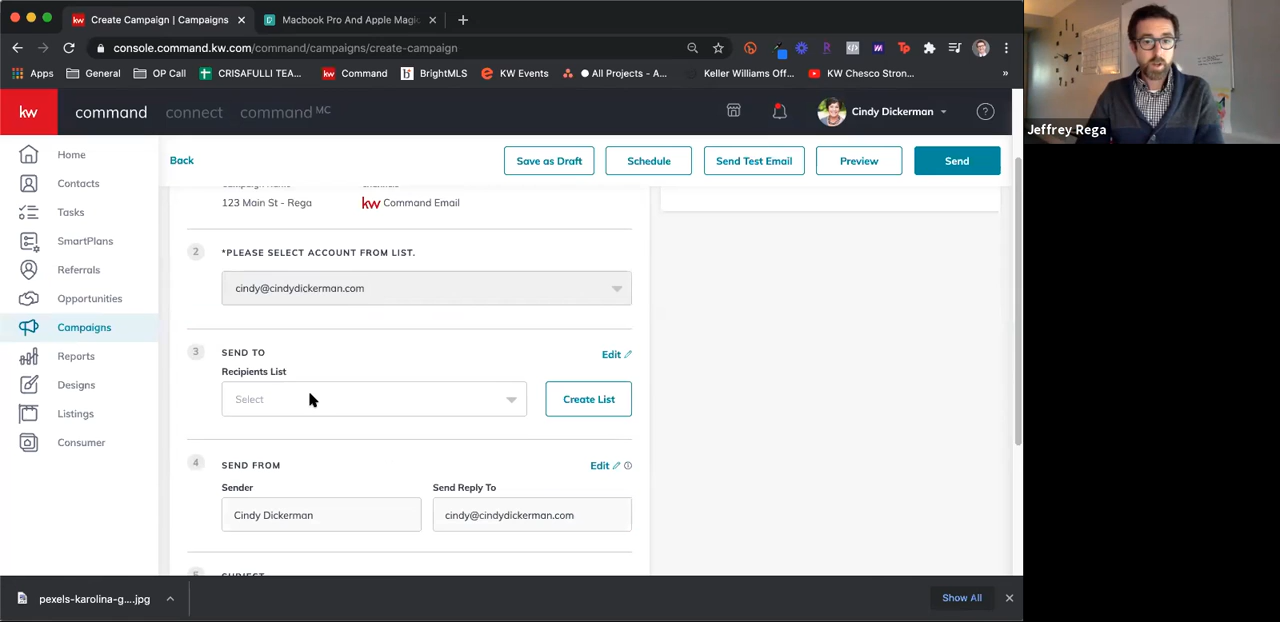 Create Campaign | Campaigns
Macbook Pro And Apple Magic
console.command.kw.com/command/campaigns/create-campaign
Apps General OP Call CRISAFULLI TEA... Command BrightMLS KW Events All Projects - A... Keller Williams Off... KW Chesco Stron... »
kw command connect command MC Cindy Dickerman
Jeffrey Rega
Home
Contacts
Tasks
SmartPlans
Referrals
Opportunities
Campaigns
Reports
Designs
Listings
Consumer
Back Save as Draft Schedule Send Test Email Preview Send
123 Main St - Rega kw Command Email
2 *PLEASE SELECT ACCOUNT FROM LIST.
cindy@cindydickerman.com
3 SEND TO Edit
Recipients List
Select Create List
4 SEND FROM Edit
Sender Send Reply To
Cindy Dickerman cindy@cindydickerman.com
pexels-karolina-g....jpg Show All